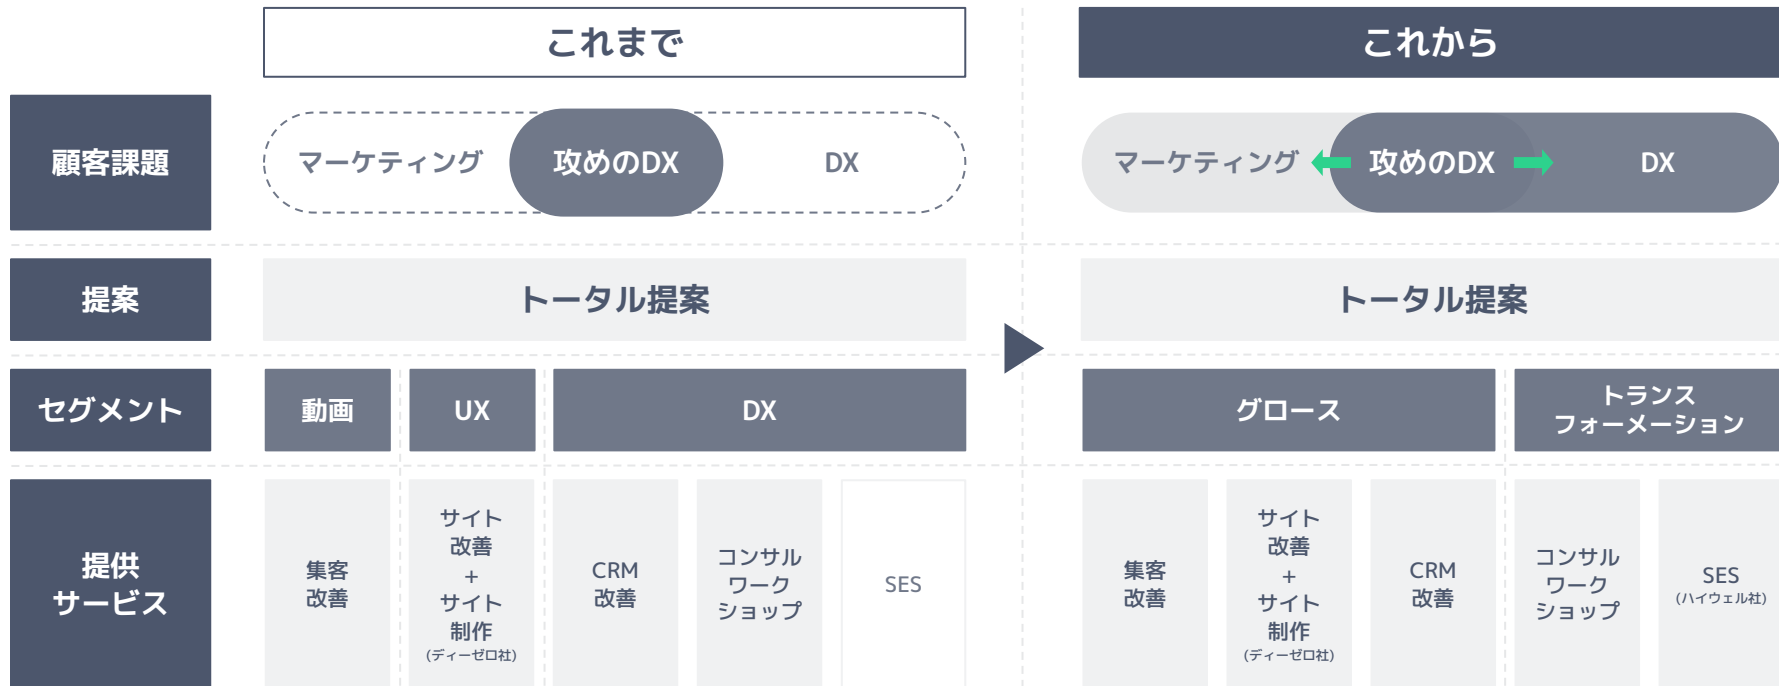 これまで
これから
顧客課題
マーケティング
攻めのDX
DX
マーケティング
攻めのDX
DX
提案
トータル提案
トータル提案
セグメント
動画
UX
DX
グロース
トランス
フォーメーション
提供
サービス
集客
改善
サイト
改善
+
サイト
制作
(ディーゼロ社)
CRM
改善
コンサル
ワーク
ショップ
SES
集客
改善
サイト
改善
+
サイト
制作
(ディーゼロ社)
CRM
改善
コンサル
ワーク
ショップ
SES
(ハイウェル社)